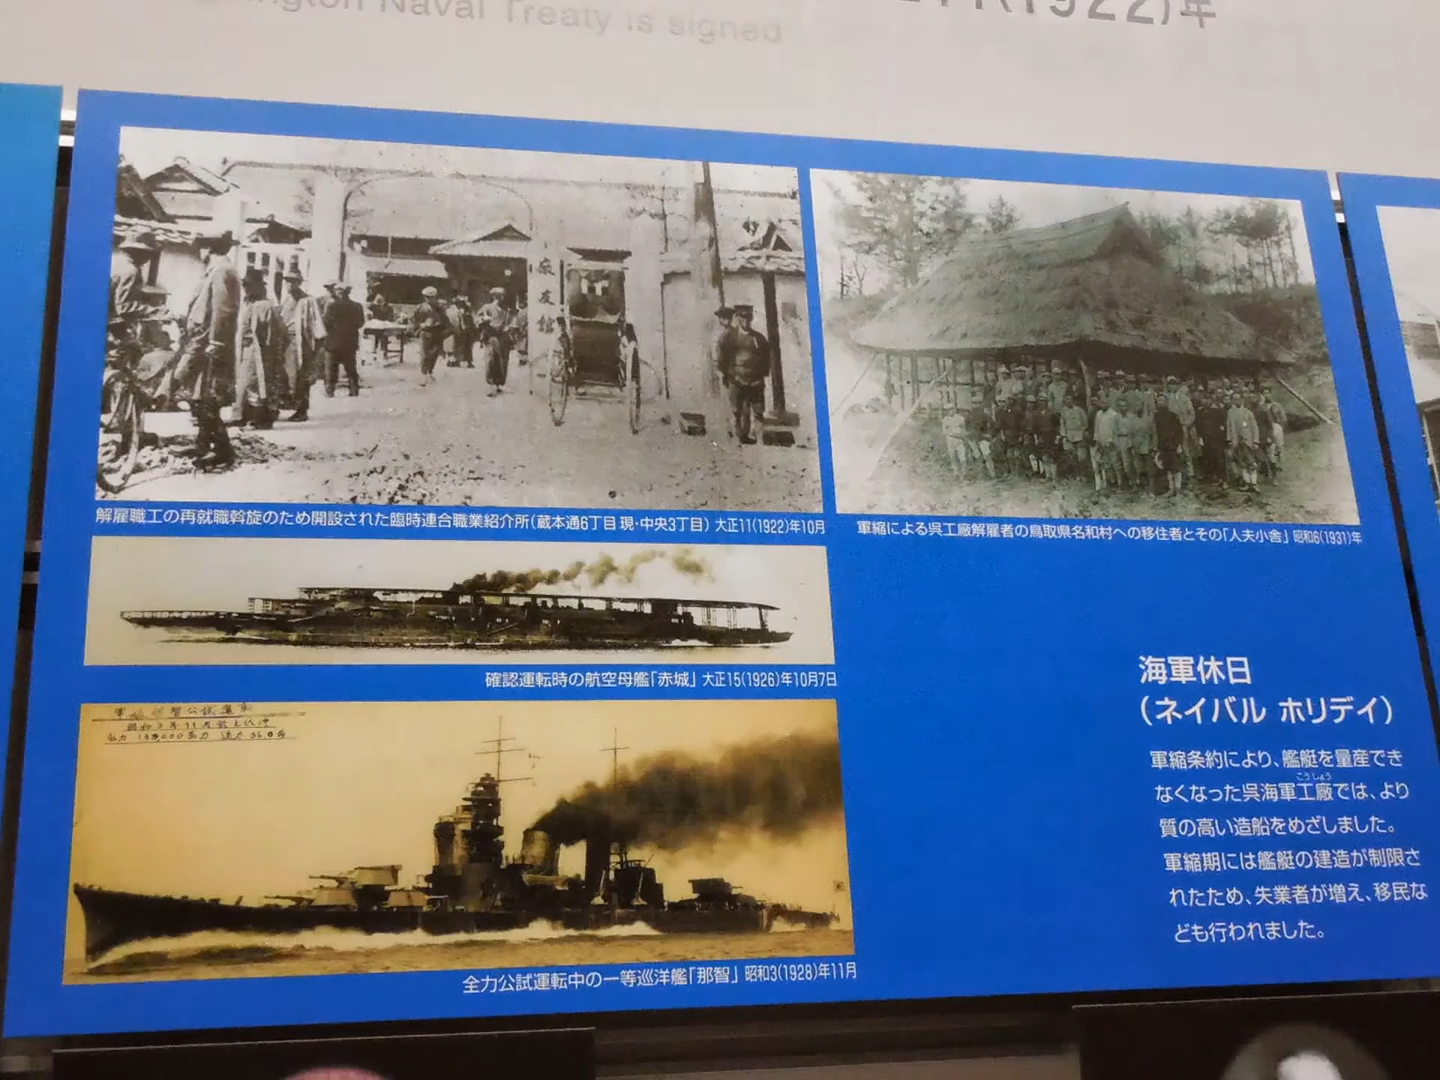 Naval Treaty is signed
(1922)年
廠友館
解雇職工の再就職斡旋のため開設された臨時連合職業紹介所(蔵本通6丁目 現・中央3丁目) 大正11(1922)年10月
軍縮による呉工廠解雇者の鳥取県名和村への移住者とその「人夫小舎」 昭和6(1931)年
確認運転時の航空母艦「赤城」 大正15(1926)年10月7日
全力公試運転中の一等巡洋艦「那智」 昭和3(1928)年11月
海軍休日
(ネイバル ホリデイ)
軍縮条約により、艦艇を量産でき
こうしょう
なくなった呉海軍工廠では、より
質の高い造船をめざしました。
軍縮期には艦艇の建造が制限さ
れたため、失業者が増え、移民な
ども行われました。